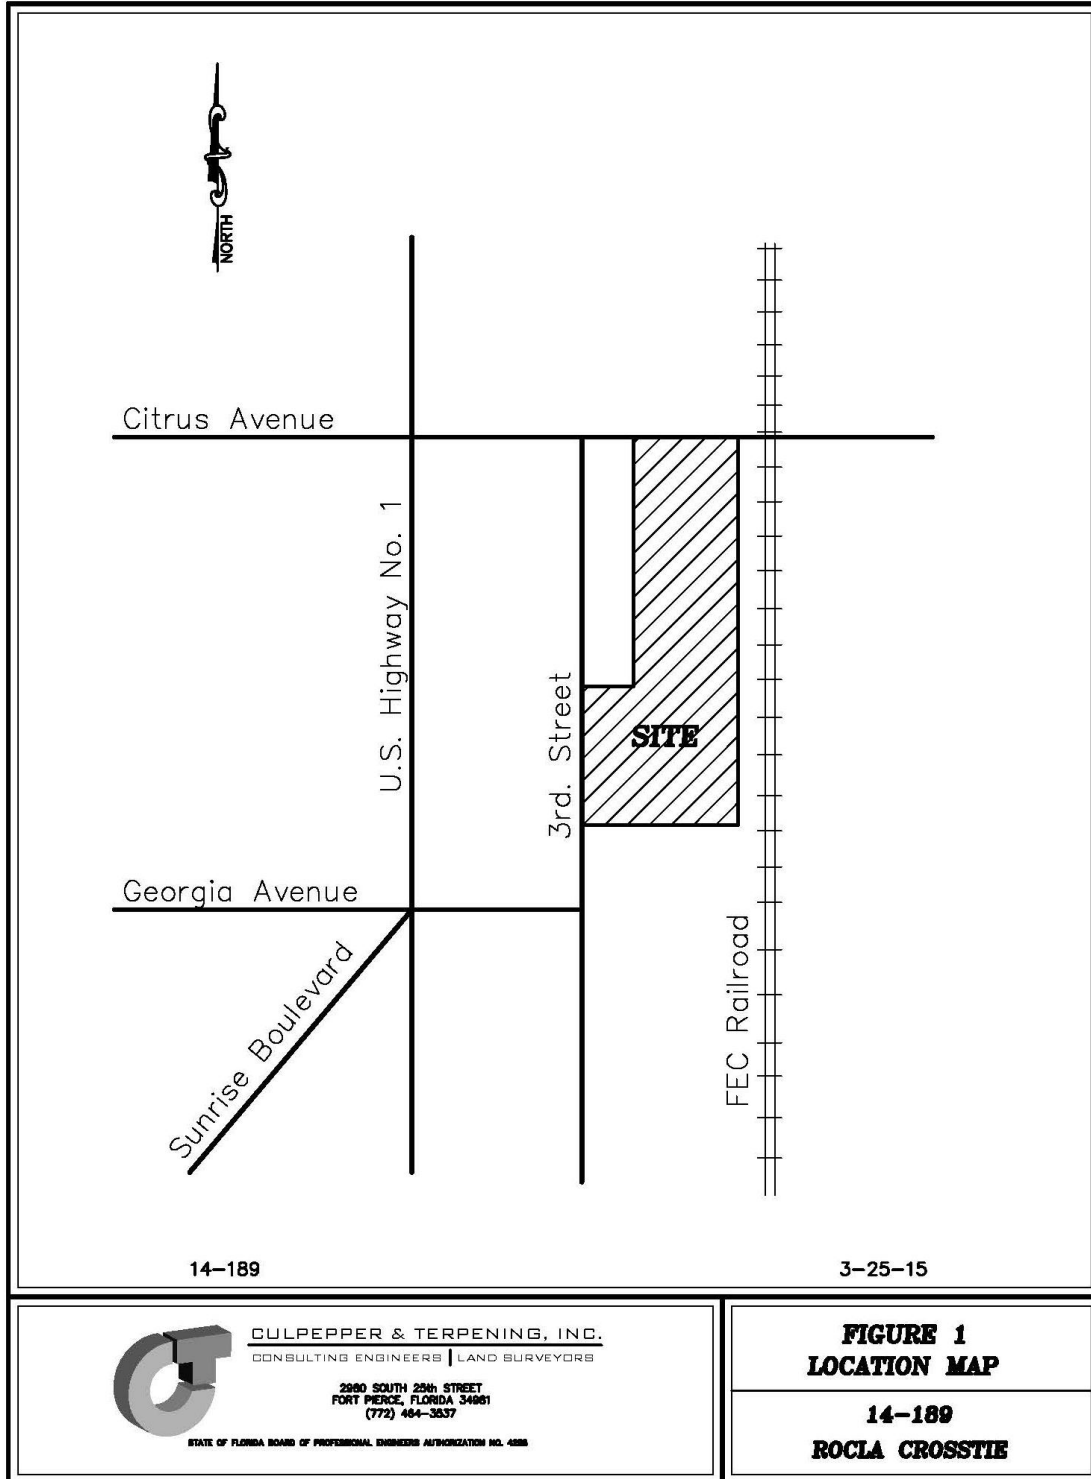 NORTH
Citrus Avenue
U.S. Highway No. 1
3rd. Street
SITE
Georgia Avenue
Sunrise Boulevard
FEC Railroad
14-189
3-25-15
CULPEPPER & TERPENING, INC.
CONSULTING ENGINEERS | LAND SURVEYORS
2980 SOUTH 25th STREET
FORT PIERCE, FLORIDA 34981
(772) 464-3537
STATE OF FLORIDA BOARD OF PROFESSIONAL ENGINEERS AUTHORIZATION NO.
FIGURE 1
LOCATION MAP
14-189
ROCLA CROSSTIE